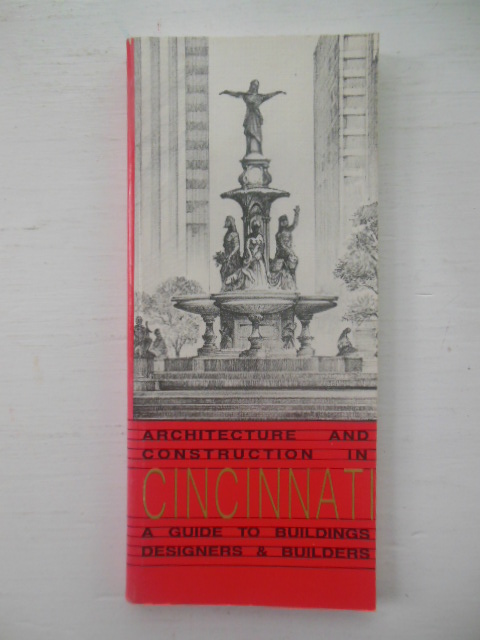 ARCHITECTURE AND
CONSTRUCTION IN
CINCINNATI
A GUIDE TO BUILDINGS
DESIGNERS & BUILDERS